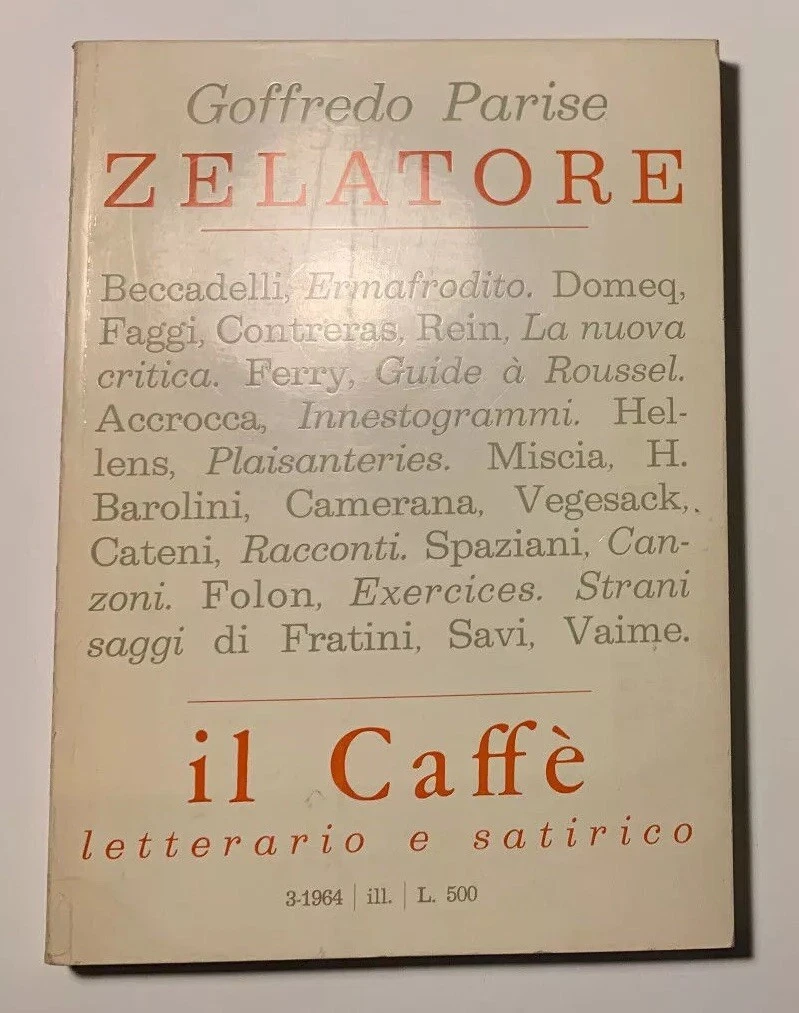 Goffredo Parise
ZELATORE
Beccadelli, Ermafrodito. Domeq,
Faggi, Contreras, Rein, La nuova
critica. Ferry, Guide à Roussel.
Accrocca, Innestogrammi. Hel-
lens, Plaisanteries. Miscia, H.
Barolini, Camerana, Vegesack,
Cateni, Racconti. Spaziani, Can-
zoni. Folon, Exercices. Strani
saggi di Fratini, Savi, Vaime.
il Caffè
letterario e satirico
3-1964 | ill. | L. 500